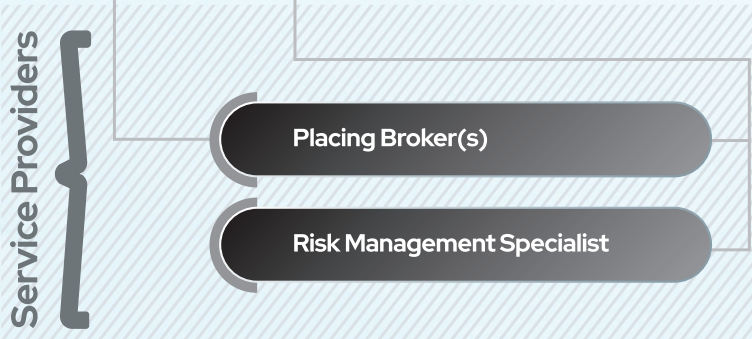 Service Providers
Placing Broker(s)
Risk Management Specialist